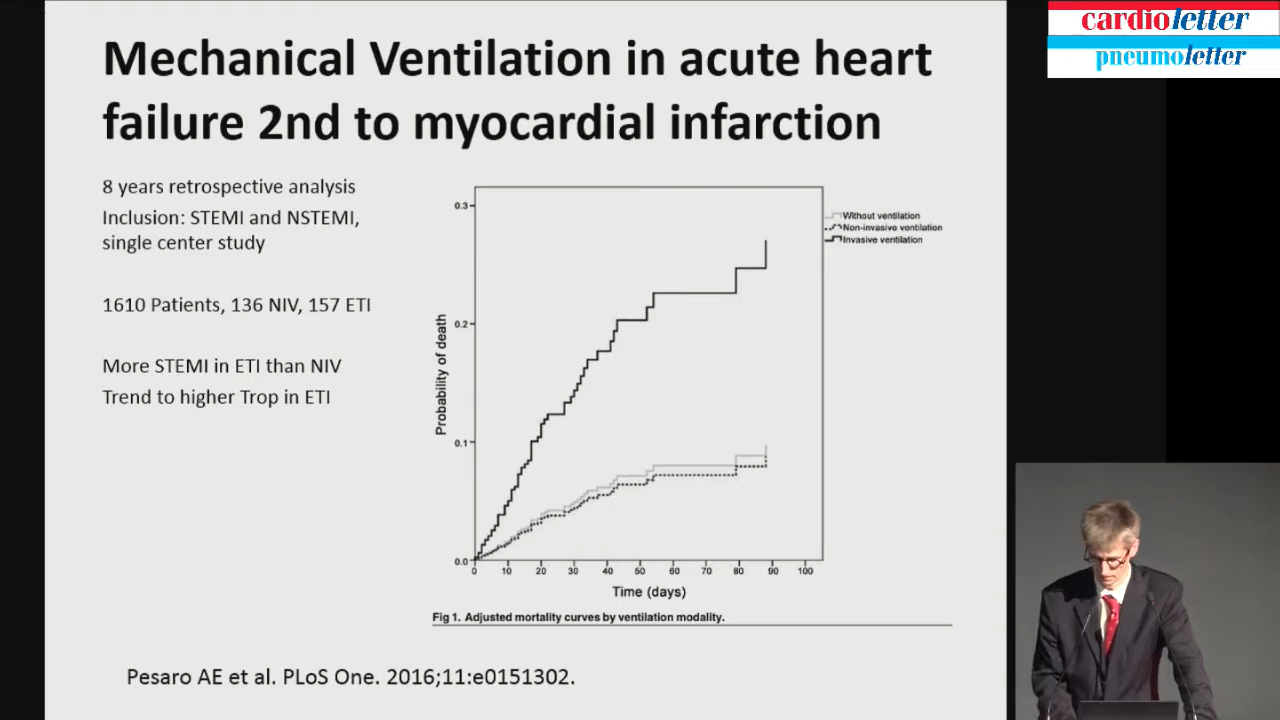 Mechanical Ventilation in acute heart
failure 2nd to myocardial infarction
8 years retrospective analysis
Inclusion: STEMI and NSTEMI,
single center study
1610 Patients, 136 NIV, 157 ETI
More STEMI in ETI than NIV
Trend to higher Trop in ETI
Probability of death
0.3
0.2
0.1
0.0
0 10 20 30 40 50 60 70 80 90 100
Time (days)
Without ventilation
Non-invasive ventilation
Invasive ventilation
Fig 1. Adjusted mortality curves by ventilation modality.
Pesaro AE et al. PLoS One. 2016;11:e0151302.
cardioletter
pneumoletter